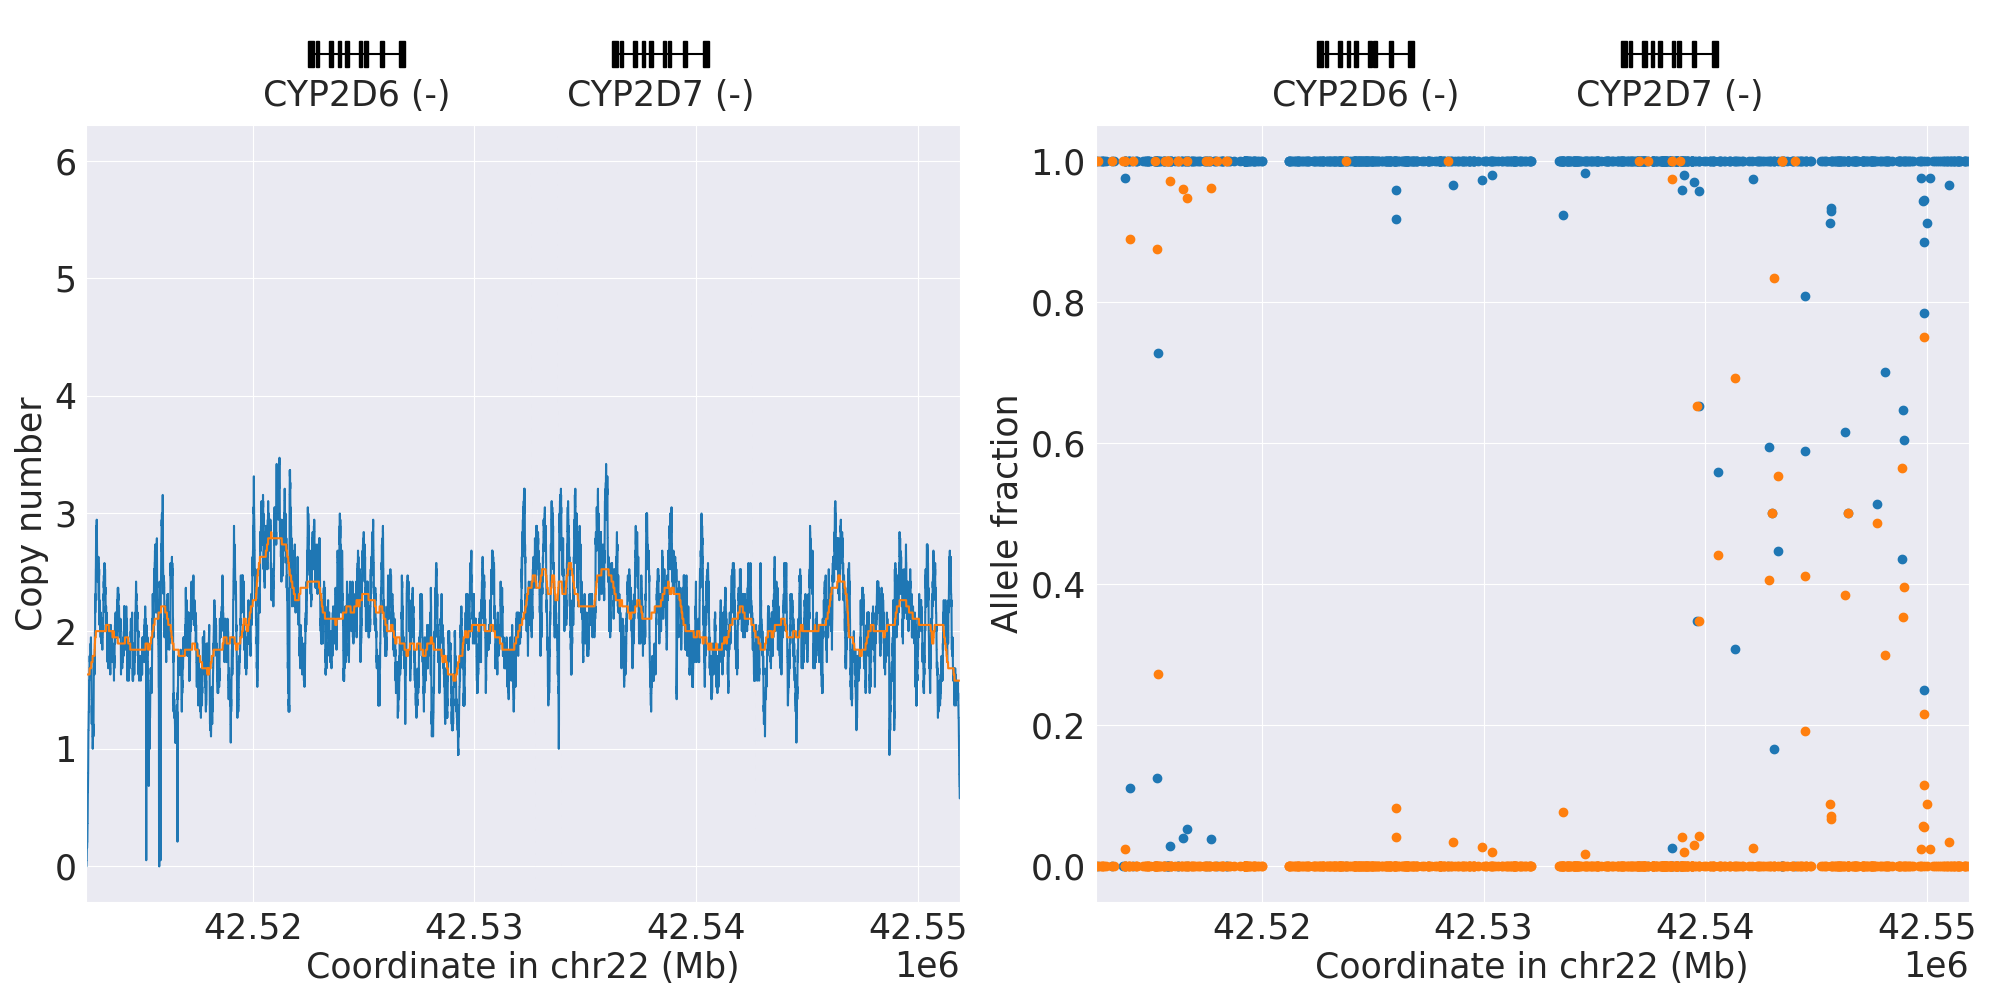 CYP2D6 (-) CYP2D7 (-)
6
5
4
3
2
1
0
Copy number
42.52 42.53 42.54 42.55
Coordinate in chr22 (Mb)
1e6
CYP2D6 (-) CYP2D7 (-)
1.0
0.8
0.6
0.4
0.2
0.0
Allele fraction
42.52 42.53 42.54 42.55
Coordinate in chr22 (Mb)
1e6